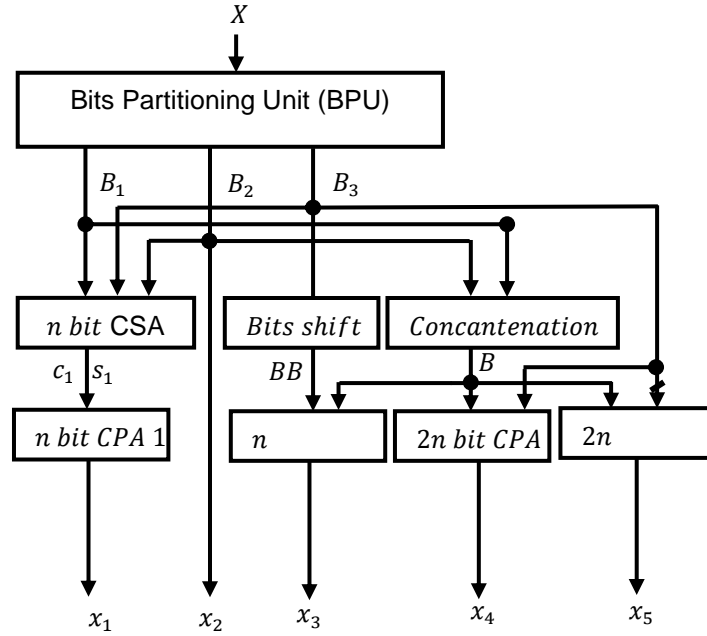 X
Bits Partitioning Unit (BPU)
B₁ B₂ B₃
n bit CSA
Bits shift
Concantenation
c₁ s₁ BB B
n bit CPA 1
n
2n bit CPA
2n
x₁ x₂ x₃ x₄ x₅